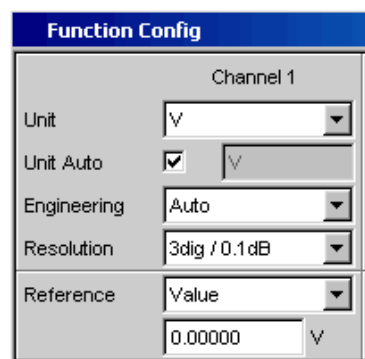 Function Config
Channel 1
Unit V
Unit Auto V
Engineering Auto
Resolution 3dig / 0.1dB
Reference Value
0.00000 V